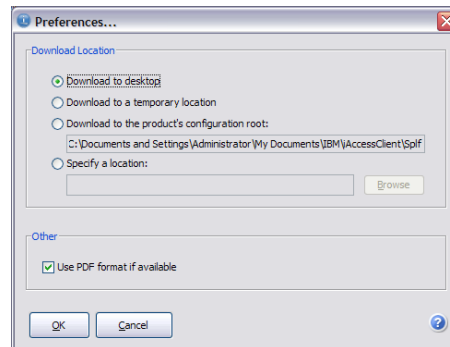 Preferences...
Download Location
Download to desktop
Download to a temporary location
Download to the product's configuration root:
C:\Documents and Settings\Administrator\My Documents\IBM\iAccessClient\Splf
Specify a location:
Browse
Other
Use PDF format if available
OK Cancel